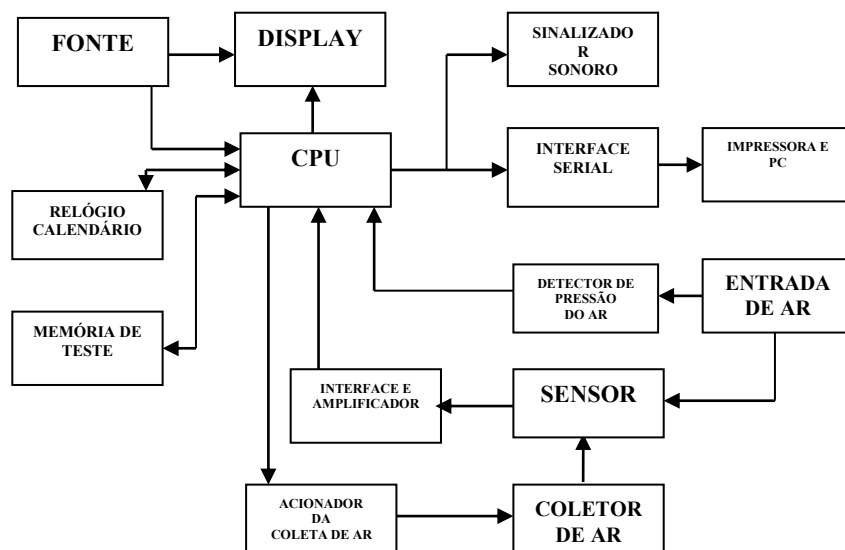 FONTE
DISPLAY
SINALIZADO
R
SONORO
CPU
INTERFACE
SERIAL
IMPRESSORA E
PC
RELÓGIO
CALENDÁRIO
DETECTOR DE
PRESSÃO
DO AR
ENTRADA
DE AR
MEMÓRIA DE
TESTE
INTERFACE E
AMPLIFICADOR
SENSOR
ACIONADOR
DA
COLETA DE AR
COLETOR
DE AR